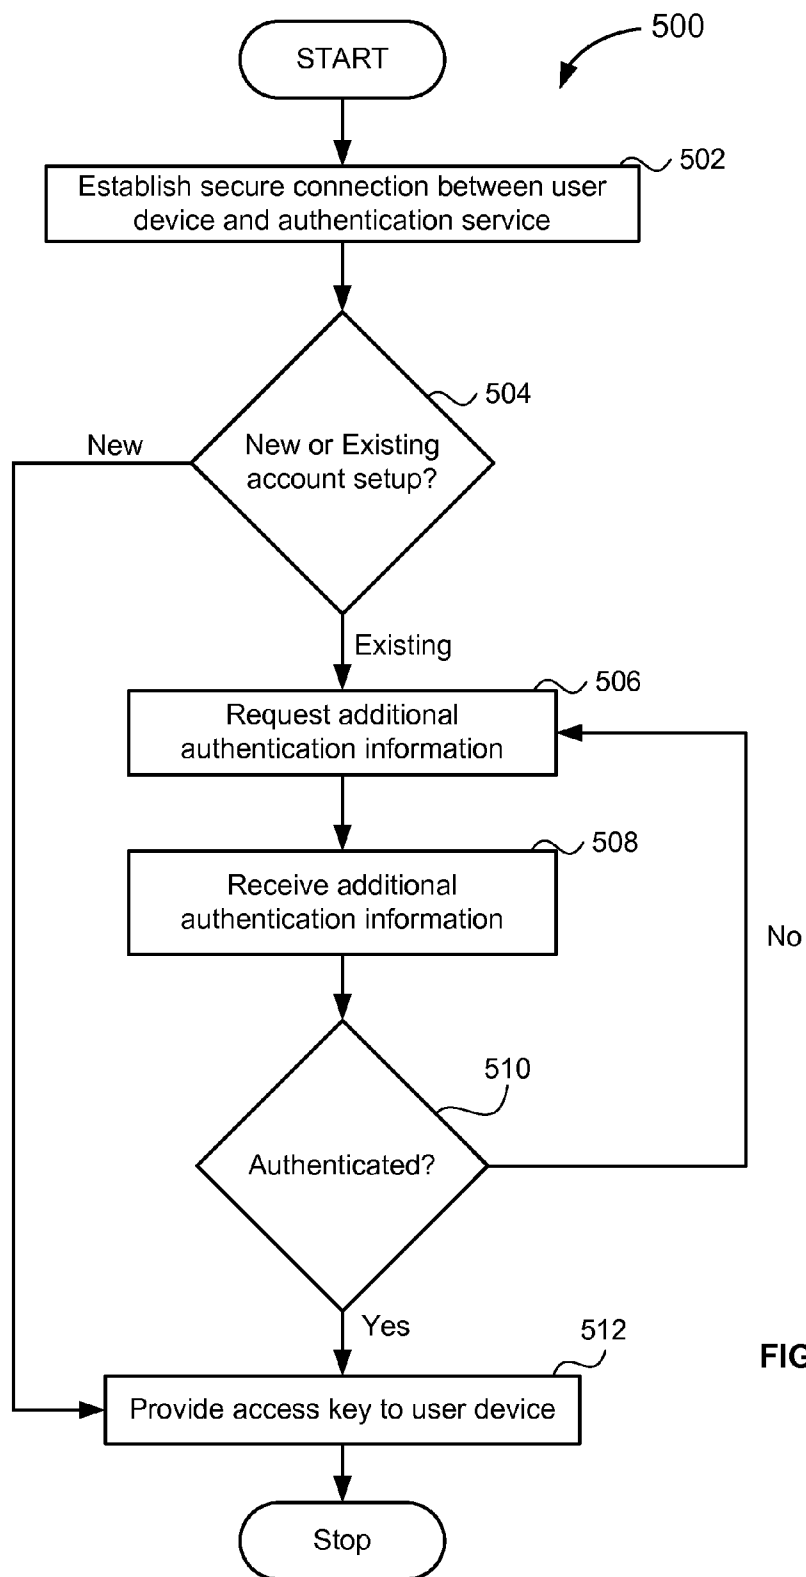 START
500
502
Establish secure connection between user
device and authentication service
504
New
New or Existing
account setup?
Existing
506
Request additional
authentication information
508
Receive additional
authentication information
No
510
Authenticated?
Yes
512
FIG
Provide access key to user device
Stop